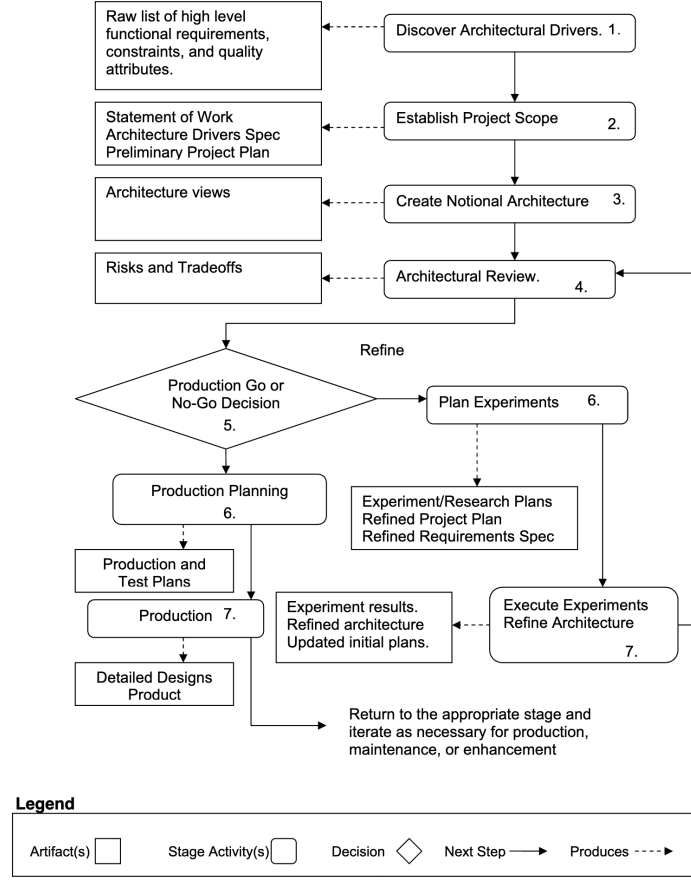 Raw list of high level
functional requirements,
constraints, and quality
attributes.
Discover Architectural Drivers. 1.
Statement of Work
Architecture Drivers Spec
Preliminary Project Plan
Establish Project Scope
2.
Architecture views
Create Notional Architecture 3.
Risks and Tradeoffs
Architectural Review.
4.
Refine
Production Go or
No-Go Decision
5.
Plan Experiments 6.
Production Planning
6.
Experiment/Research Plans
Refined Project Plan
Refined Requirements Spec
Production and
Test Plans
Production 7.
Experiment results.
Refined architecture
Updated initial plans.
Execute Experiments
Refine Architecture
7.
Detailed Designs
Product
Return to the appropriate stage and
iterate as necessary for production,
maintenance, or enhancement
Legend
Artifact(s) Stage Activity(s) Decision Next Step Produces